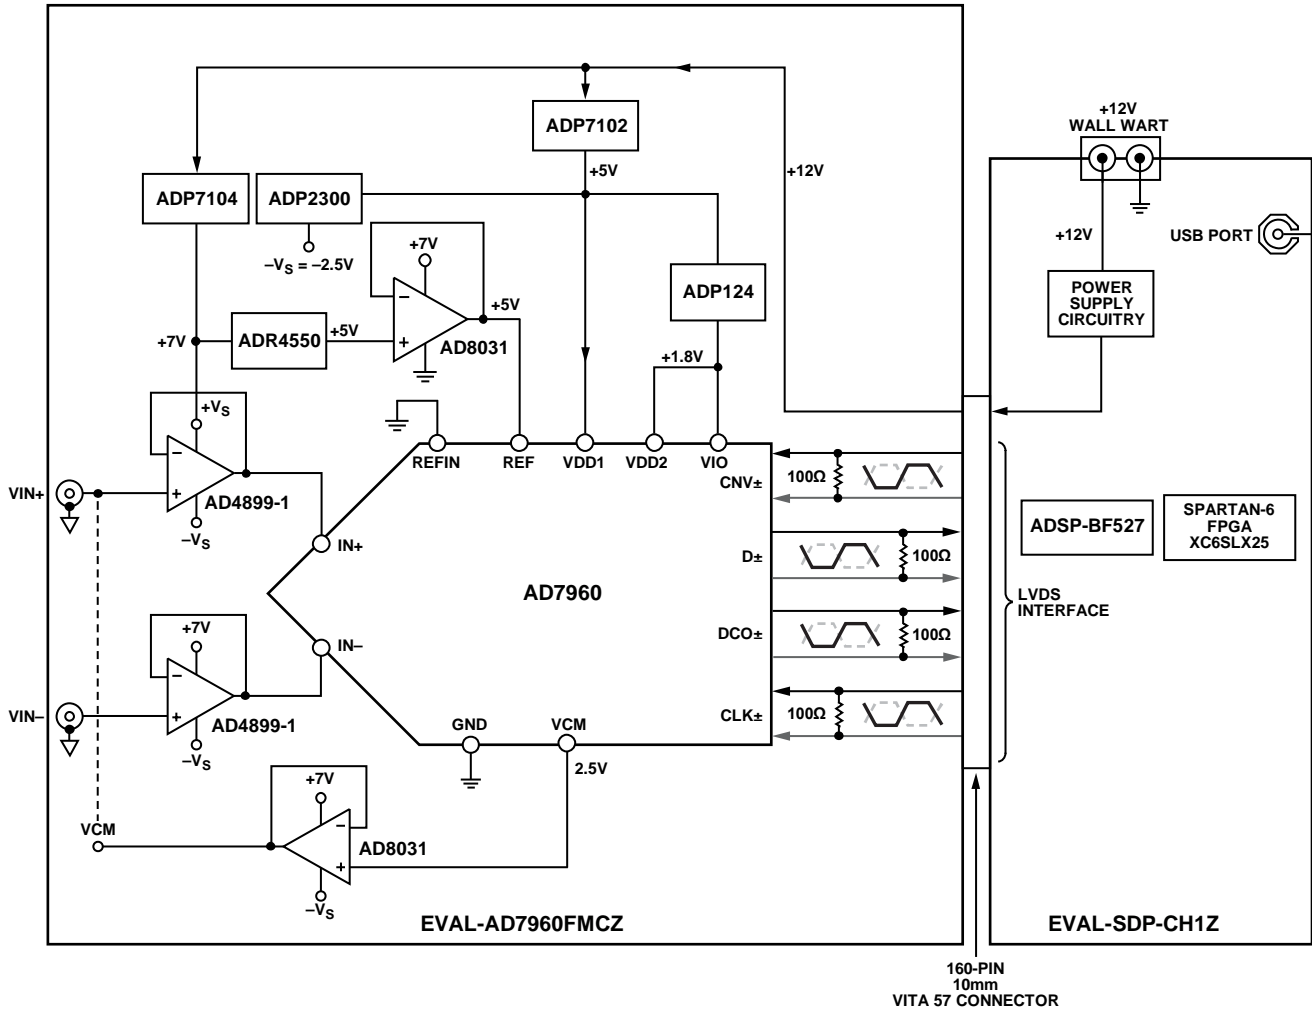 +12V
WALL WART
ADP7102
+5V
+12V
ADP7104
ADP2300
–VS = –2.5V
+12V
USB PORT
+7V
ADP124
POWER
SUPPLY
CIRCUITRY
+5V
+7V
ADR4550
+5V
AD8031
+1.8V
+VS
REFIN
REF
VDD1
VDD2
VIO
VIN+
AD4899-1
–VS
IN+
CNV±
100Ω
ADSP-BF527
SPARTAN-6
FPGA
XC6SLX25
D±
100Ω
AD7960
LVDS
INTERFACE
+7V
IN–
DCO±
100Ω
VIN–
AD4899-1
–VS
GND
VCM
CLK±
100Ω
2.5V
+7V
VCM
AD8031
–VS
EVAL-AD7960FMCZ
EVAL-SDP-CH1Z
160-PIN
10mm
VITA 57 CONNECTOR